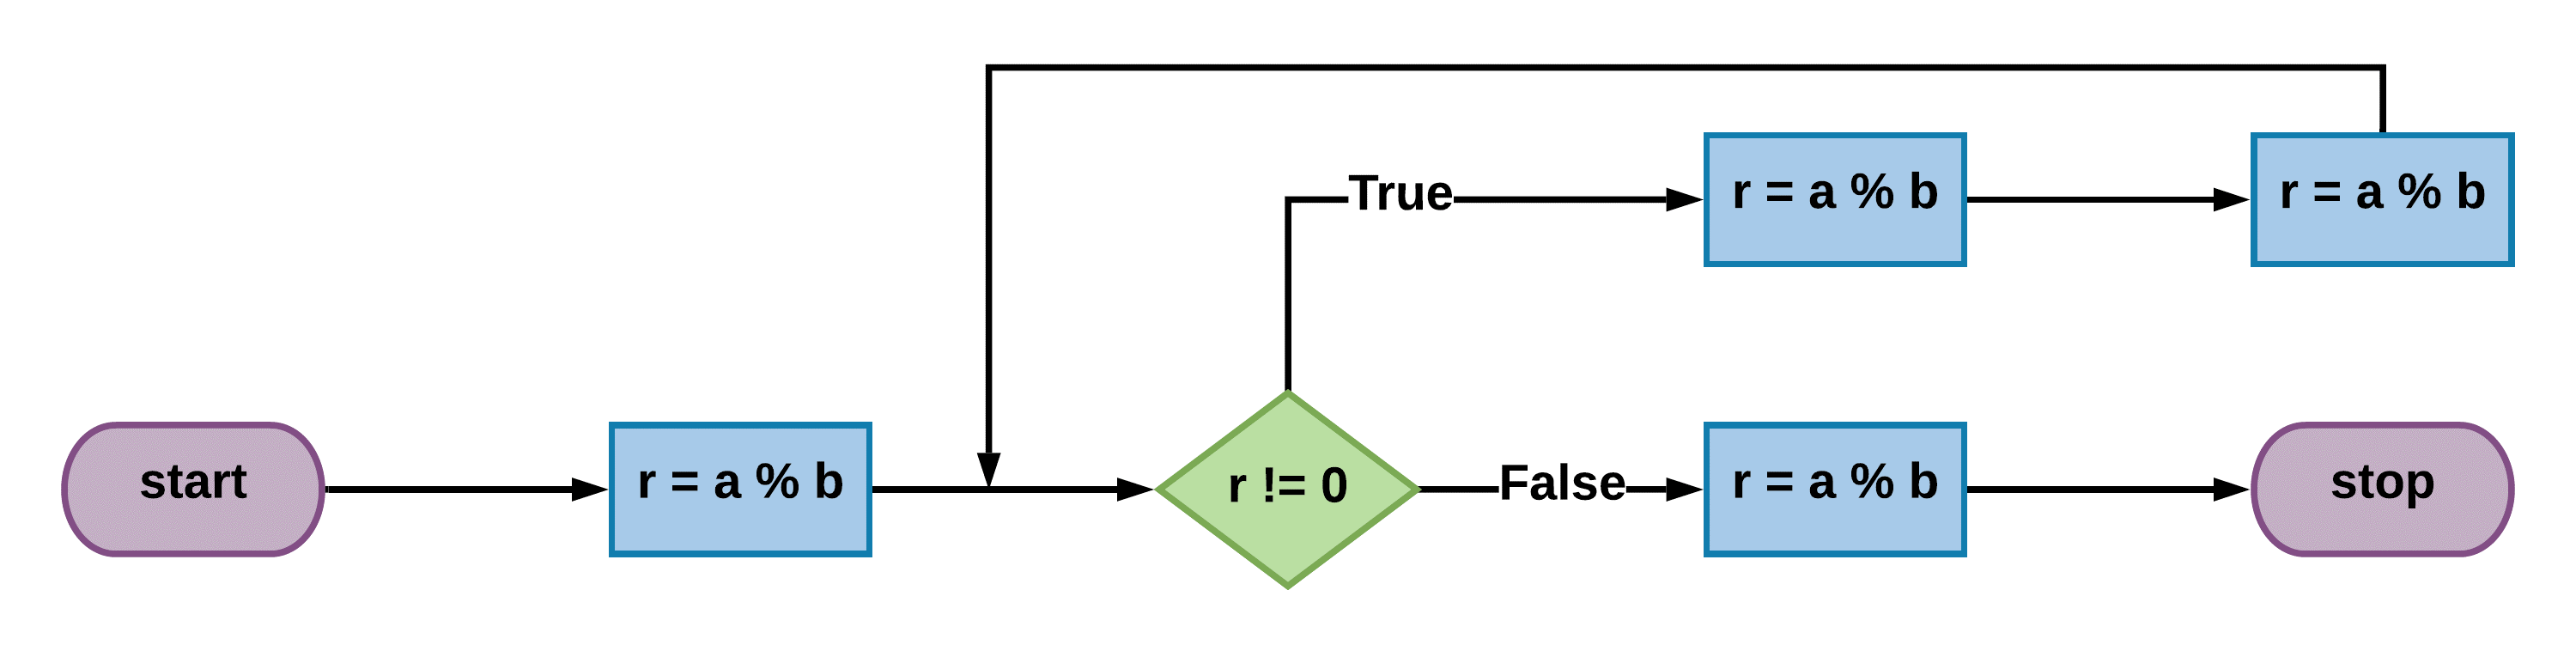 True
r = a % b
r = a % b
start
r = a % b
r != 0
False
r = a % b
stop